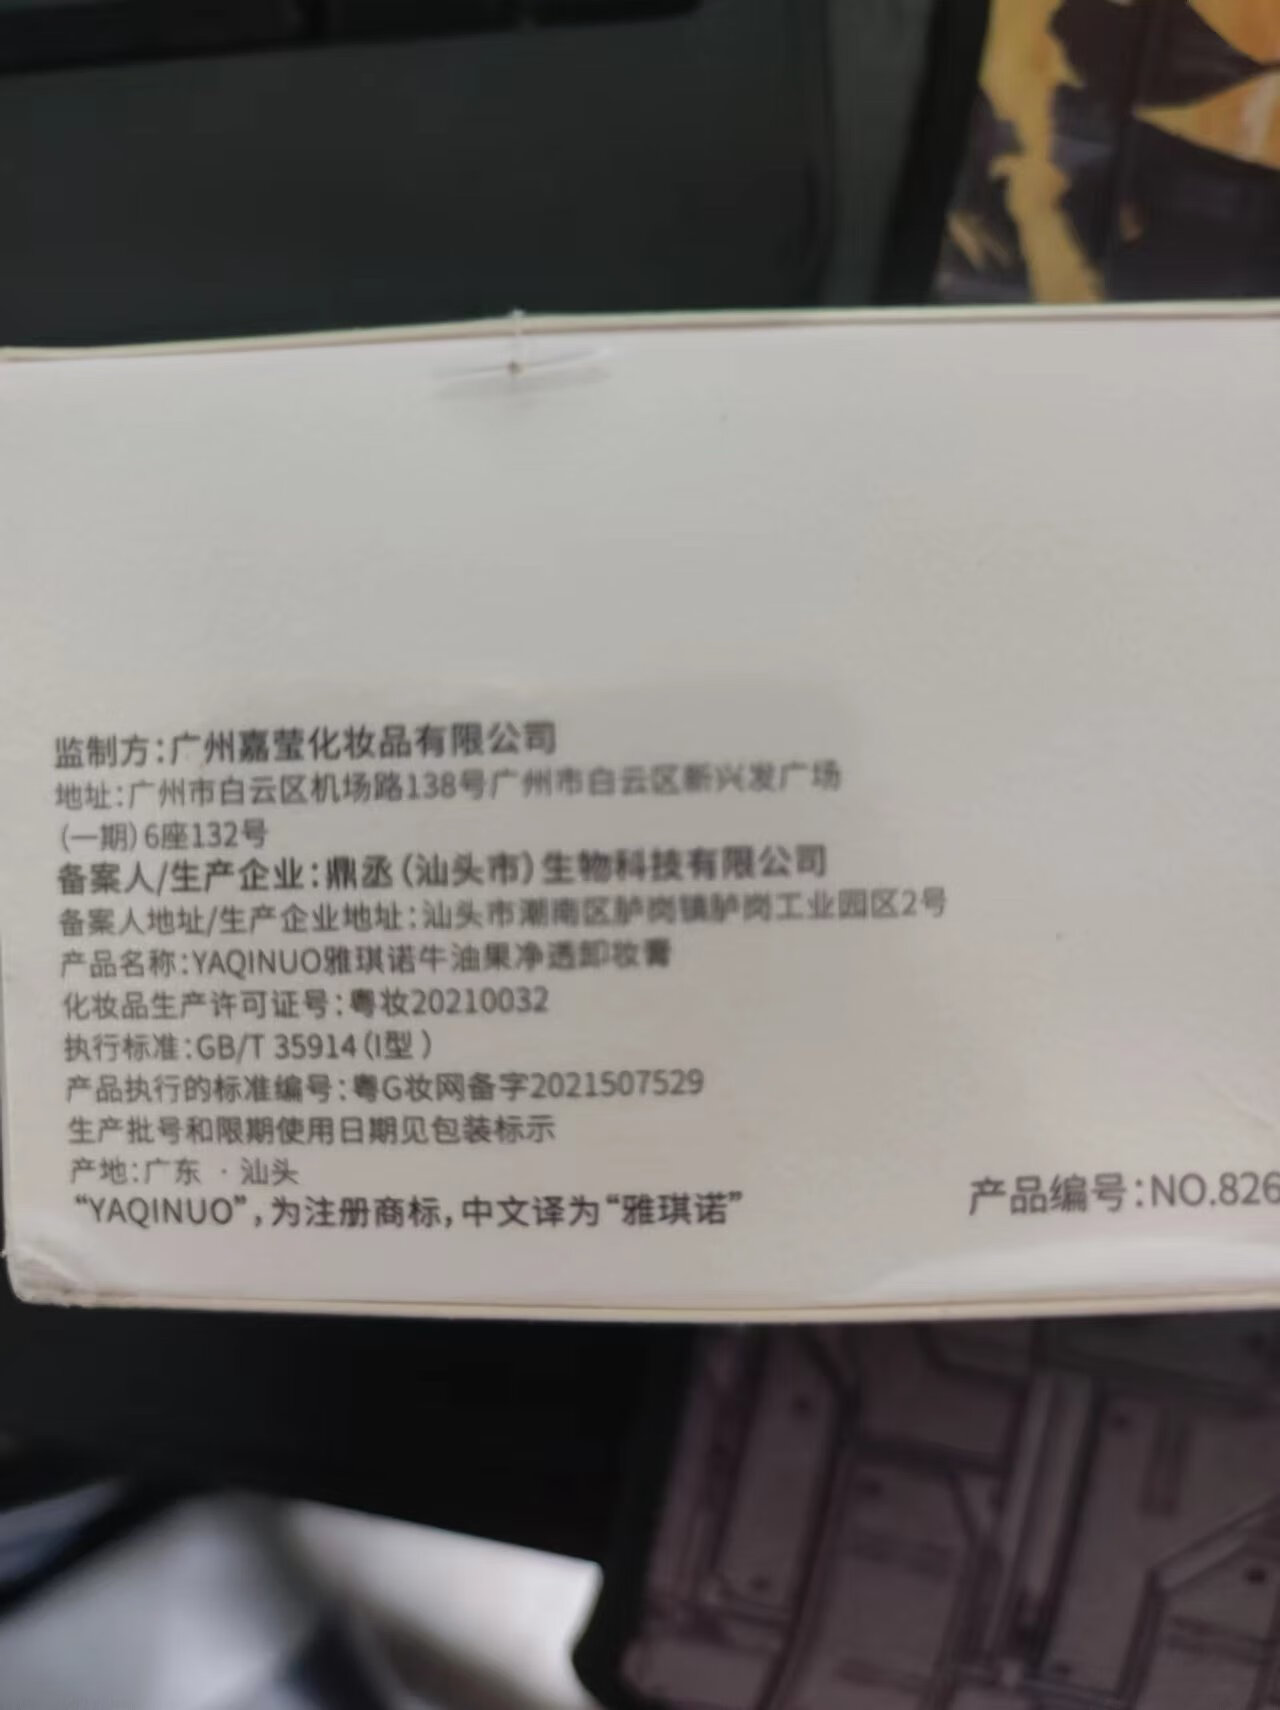 监制方:广州嘉莹化妆品有限公司
地址:广州市白云区机场路138号广州市白云区新兴发广场
(一期)6座132号
备案人/生产企业:鼎丞(汕头市)生物科技有限公司
备案人地址/生产企业地址:汕头市潮南区胪岗镇胪岗工业园区2号
产品名称:YAQINUO雅琪诺牛油果净透卸妆膏
化妆品生产许可证号:粤妆20210032
执行标准:GB/T 35914(I型)
产品执行的标准编号:粤G妆网备字2021507529
生产批号和限期使用日期见包装标示
产地:广东 · 汕头
“YAQINUO”,为注册商标,中文译为“雅琪诺”
产品编号:NO.826